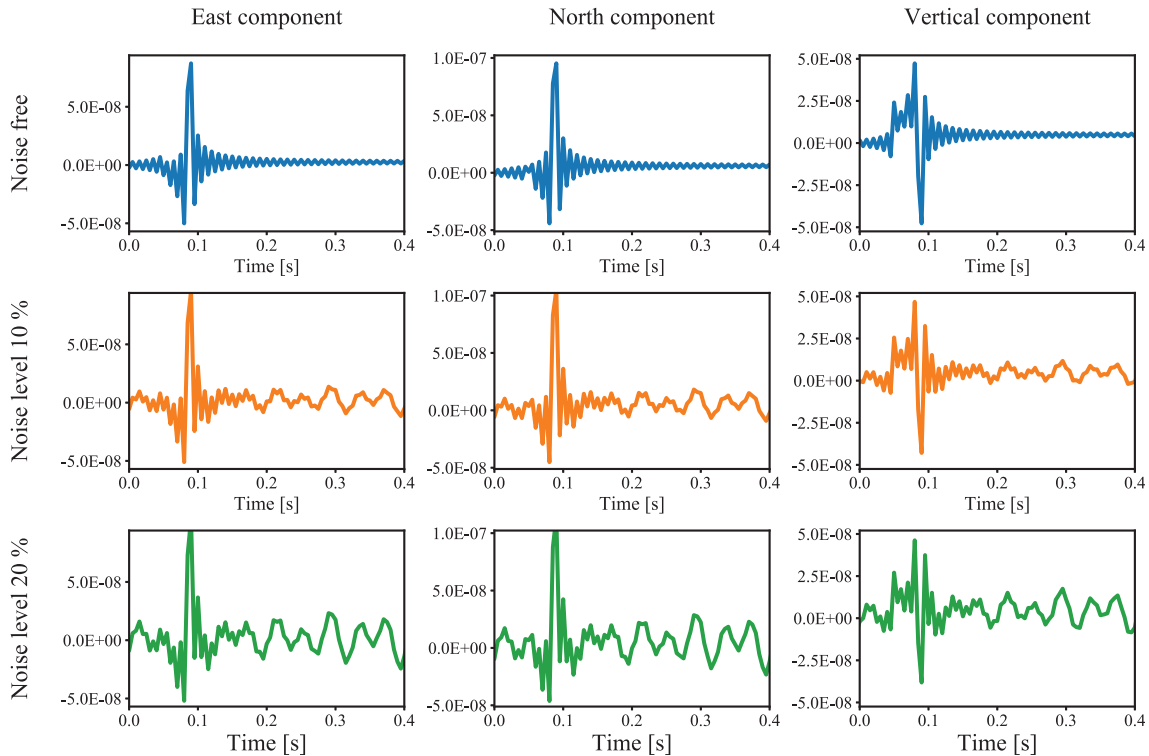 East component North component Vertical component
Noise free
5.0E-08
0.0E+00
-5.0E-08
0.0 0.1 0.2 0.3 0.4
Time [s]
1.0E-07
5.0E-08
0.0E+00
-5.0E-08
0.0 0.1 0.2 0.3 0.4
Time [s]
5.0E-08
2.5E-08
0.0E+00
-2.5E-08
-5.0E-08
0.0 0.1 0.2 0.3 0.4
Time [s]
Noise level 10 %
5.0E-08
0.0E+00
-5.0E-08
0.0 0.1 0.2 0.3 0.4
Time [s]
1.0E-07
5.0E-08
0.0E+00
-5.0E-08
0.0 0.1 0.2 0.3 0.4
Time [s]
5.0E-08
2.5E-08
0.0E+00
-2.5E-08
-5.0E-08
0.0 0.1 0.2 0.3 0.4
Time [s]
Noise level 20 %
5.0E-08
0.0E+00
-5.0E-08
0.0 0.1 0.2 0.3 0.4
Time [s]
1.0E-07
5.0E-08
0.0E+00
-5.0E-08
0.0 0.1 0.2 0.3 0.4
Time [s]
5.0E-08
2.5E-08
0.0E+00
-2.5E-08
-5.0E-08
0.0 0.1 0.2 0.3 0.4
Time [s]